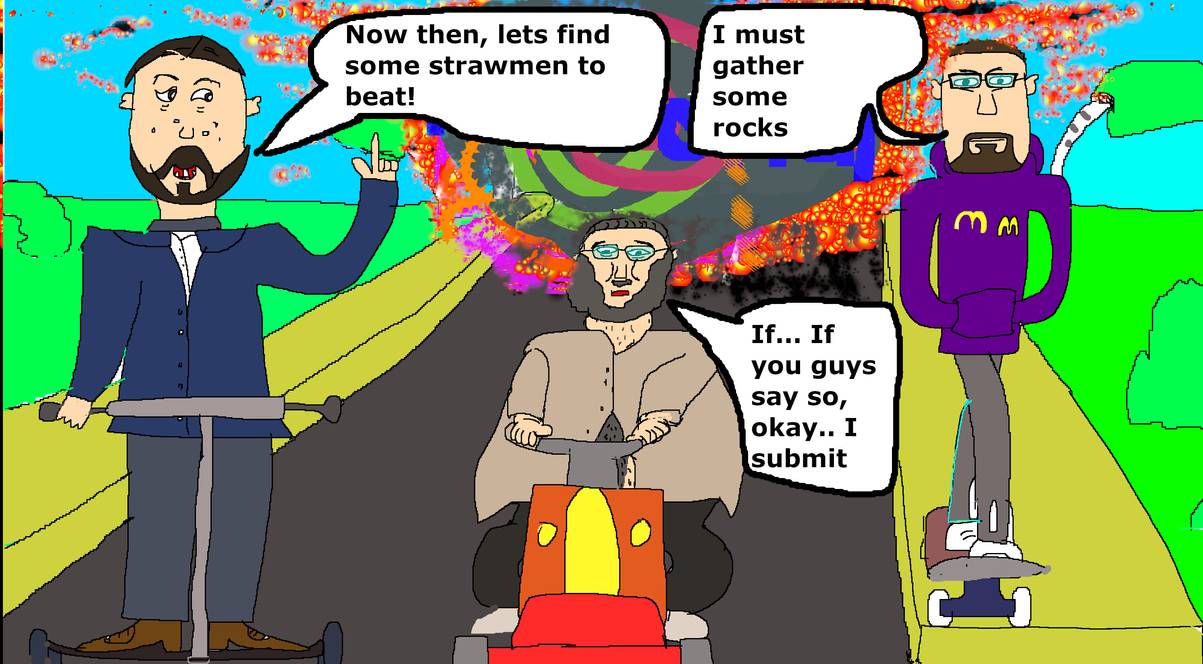 Now then, lets find
some strawmen to
beat!
I must
gather
some
rocks
If... If
you guys
say so,
okay.. I
submit